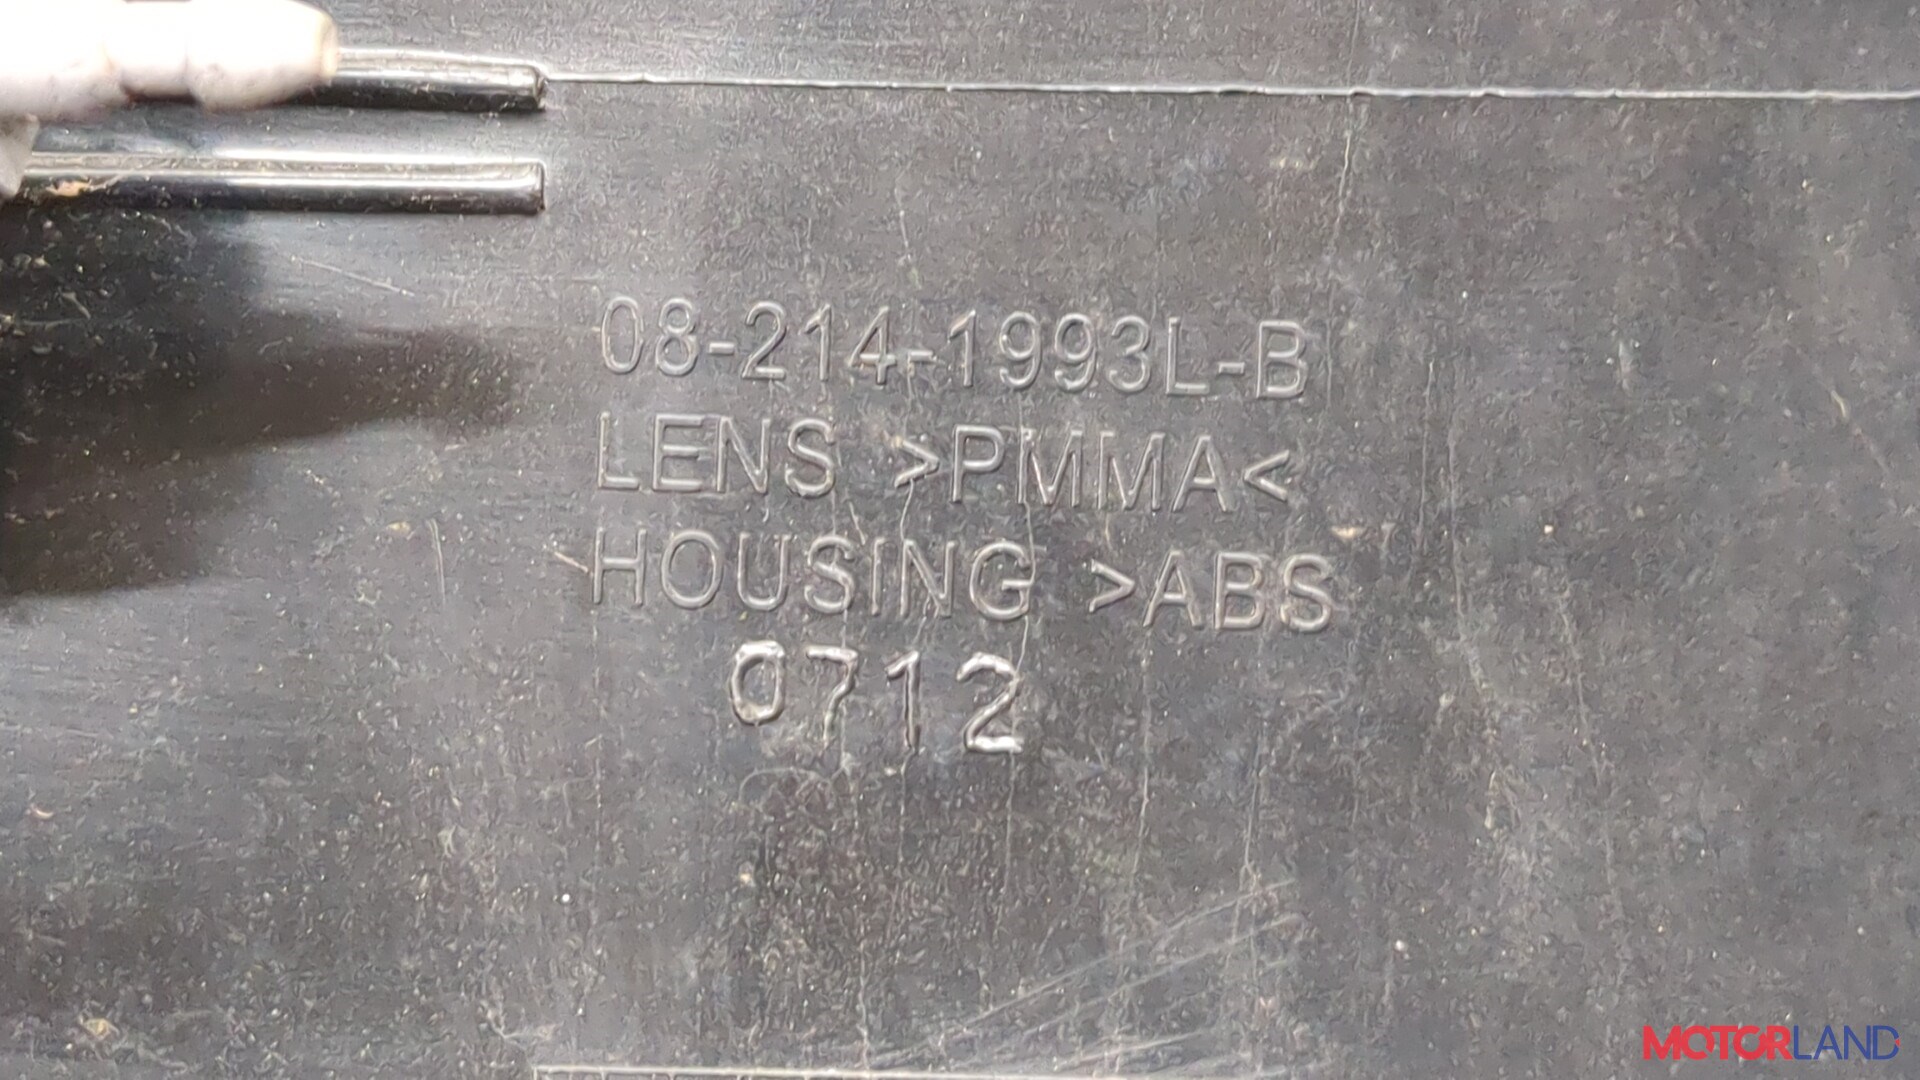 08-214-1993L-B
LENS >PMMA<
HOUSING >ABS
0712
MOTORLAND